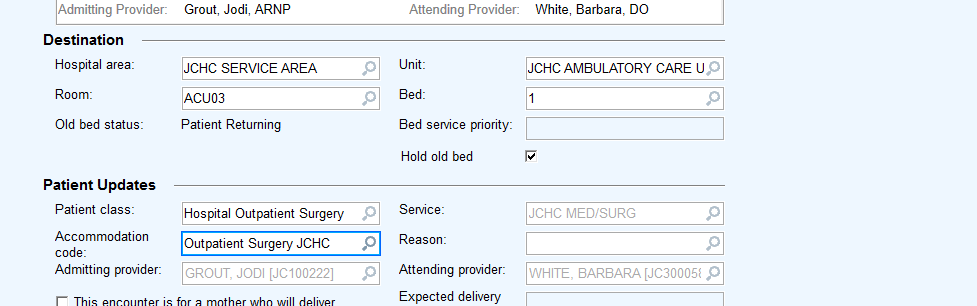 Admitting Provider: Grout, Jodi, ARNP Attending Provider: White, Barbara, DO
Destination
Hospital area: JCHC SERVICE AREA Unit: JCHC AMBULATORY CARE U
Room: ACU03 Bed: 1
Old bed status: Patient Returning Bed service priority:
Hold old bed
Patient Updates
Patient class: Hospital Outpatient Surgery Service: JCHC MED/SURG
Accommodation
code: Outpatient Surgery JCHC Reason:
Admitting provider: GROUT, JODI [JC100222] Attending provider: WHITE, BARBARA [JC300058
This encounter is for a mother who will deliver Expected delivery